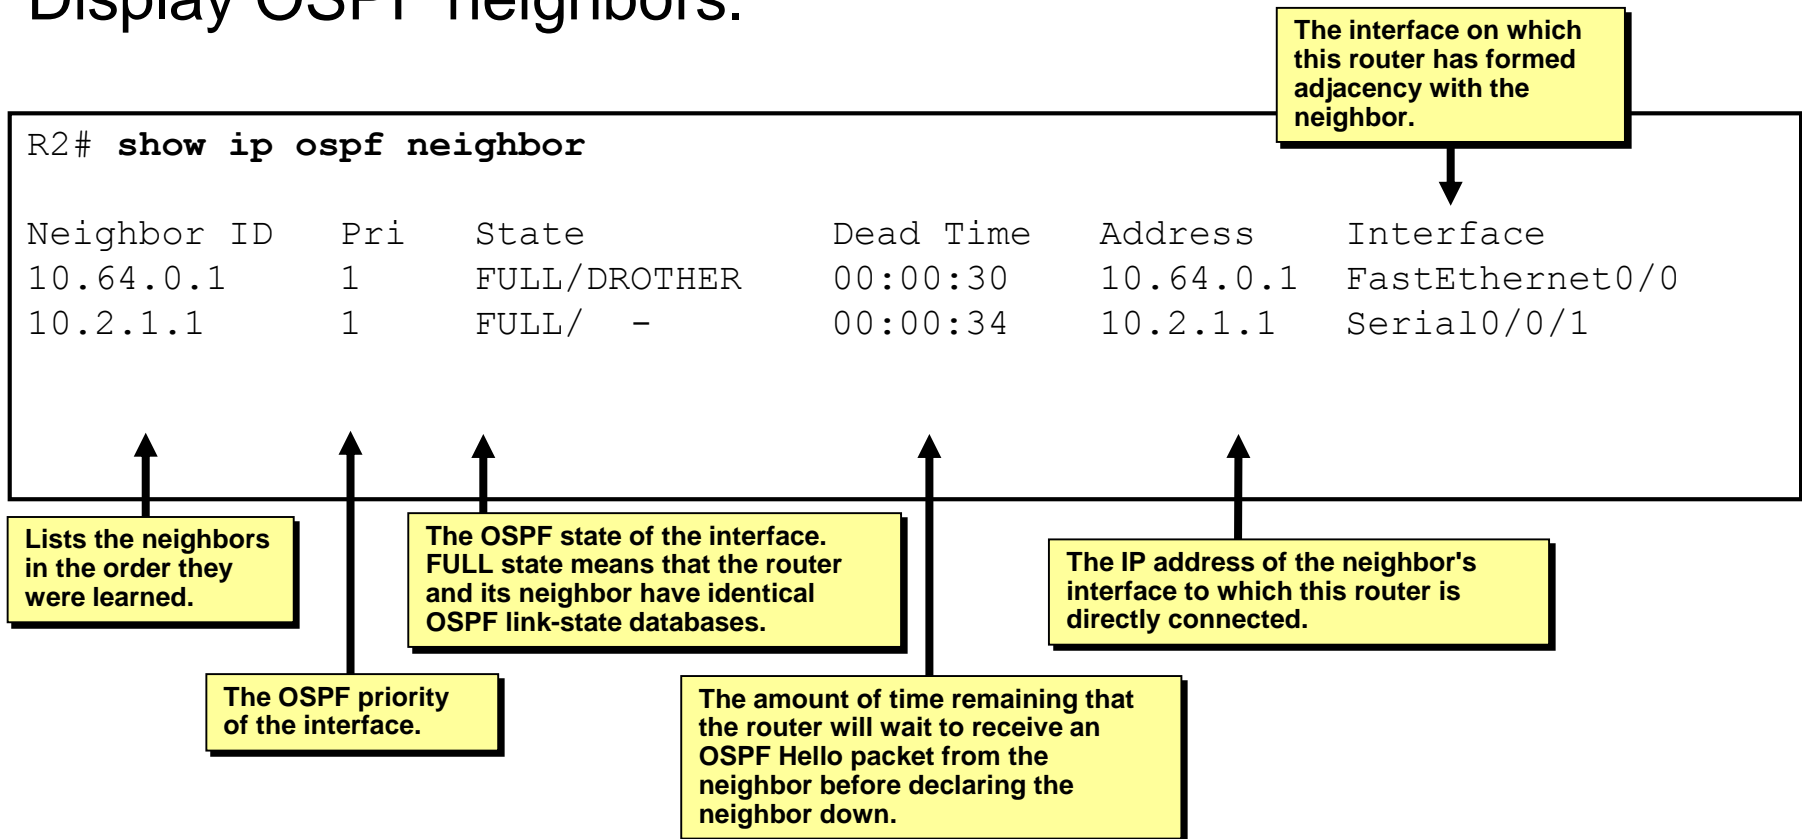 Display OSPF neighbors.
The interface on which
this router has formed
adjacency with the
neighbor.
R2# show ip ospf neighbor
Neighbor ID Pri State Dead Time Address Interface
10.64.0.1 1 FULL/DROTHER 00:00:30 10.64.0.1 FastEthernet0/0
10.2.1.1 1 FULL/ - 00:00:34 10.2.1.1 Serial0/0/1
Lists the neighbors
in the order they
were learned.
The OSPF state of the interface.
FULL state means that the router
and its neighbor have identical
OSPF link-state databases.
The IP address of the neighbor's
interface to which this router is
directly connected.
The OSPF priority
of the interface.
The amount of time remaining that
the router will wait to receive an
OSPF Hello packet from the
neighbor before declaring the
neighbor down.